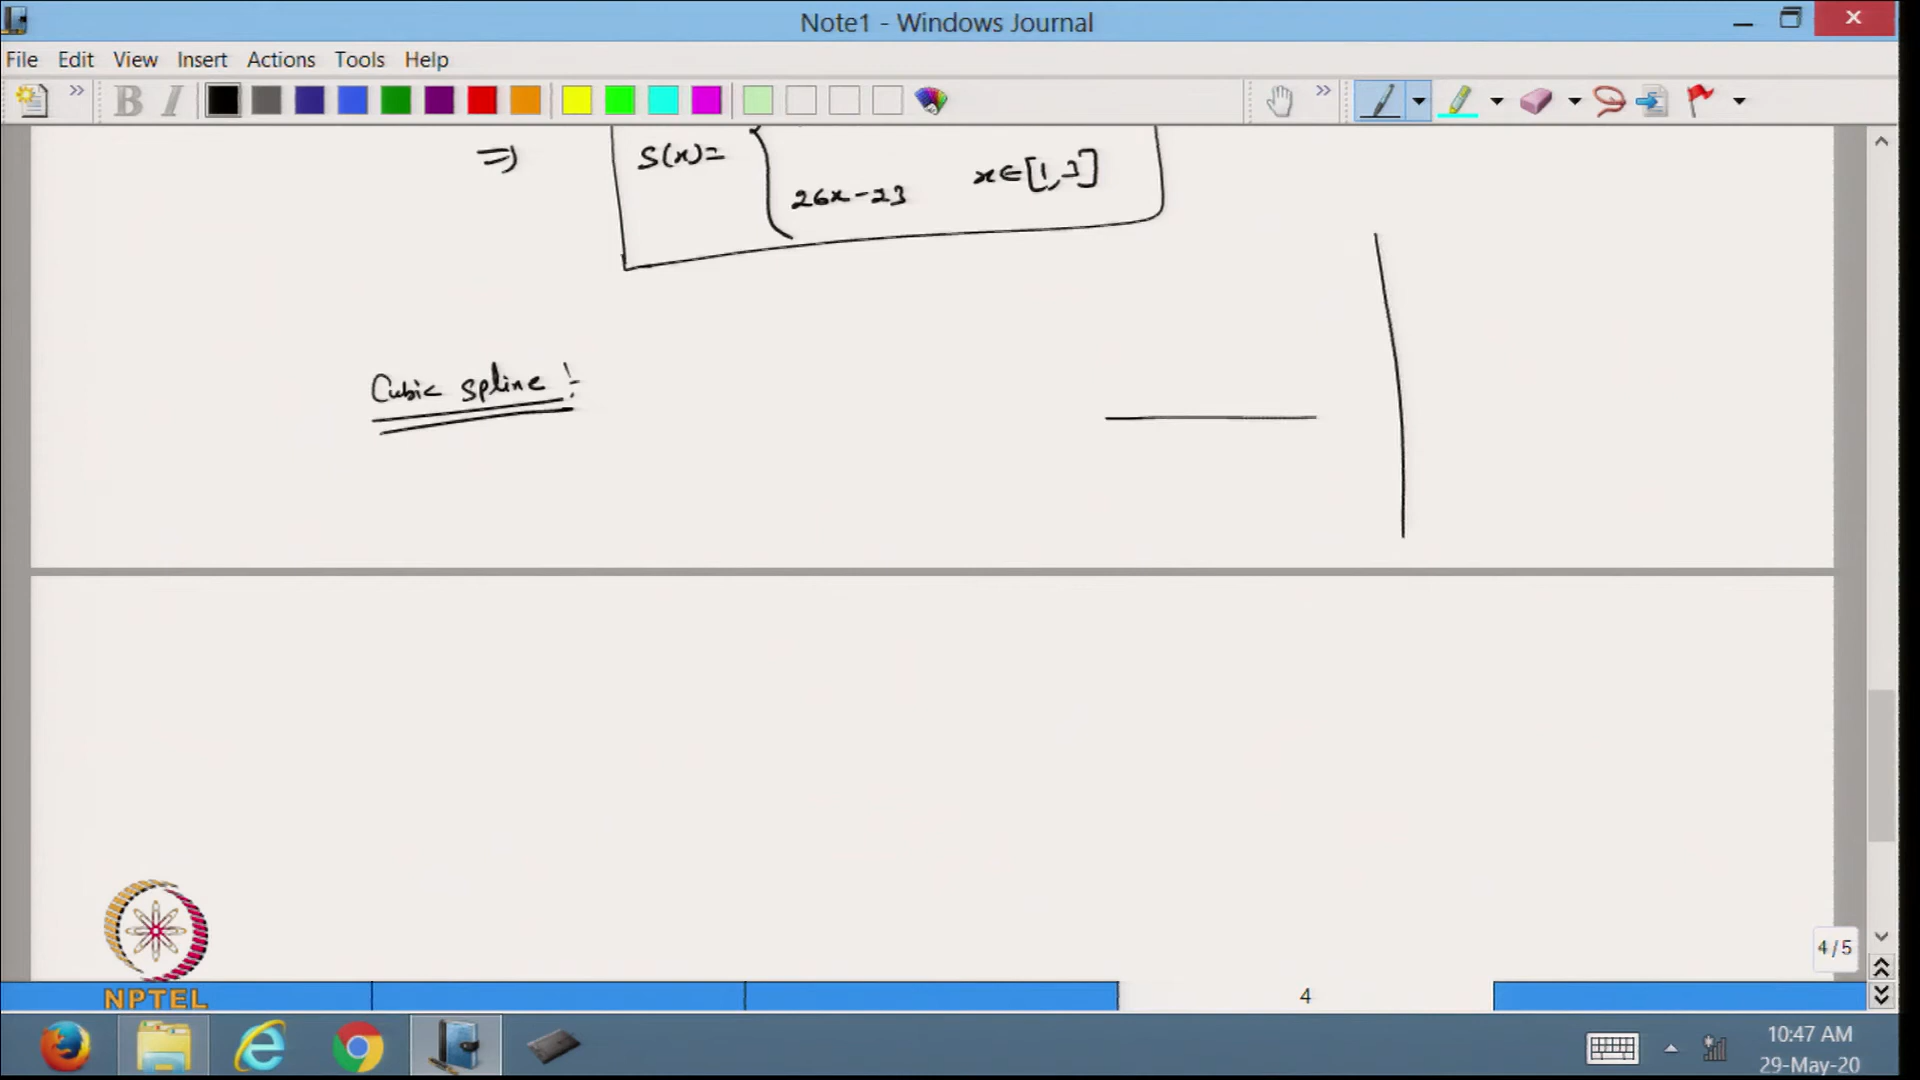 Note1 - Windows Journal
File Edit View Insert Actions Tools Help
B I
⇒ S(x)= { 26x-23 x∈[1,3]
Cubic spline :-
4/5
NPTEL
4
10:47 AM
29-May-20